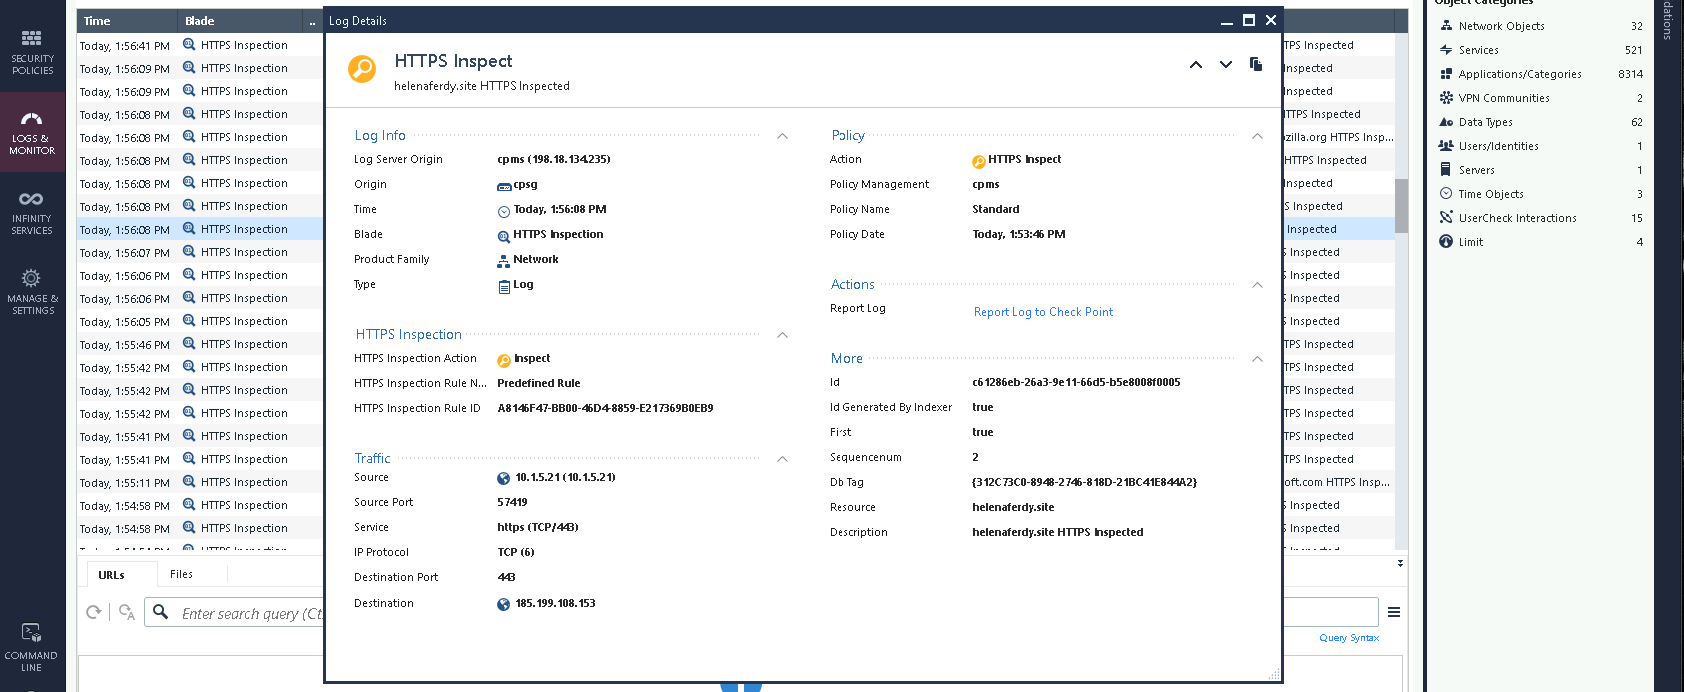 SECURITY
POLICIES
LOGS &
MONITOR
INFINITY
SERVICES
MANAGE &
SETTINGS
COMMAND
LINE
Time Blade ..
Today, 1:56:41 PM HTTPS Inspection
Today, 1:56:09 PM HTTPS Inspection
Today, 1:56:09 PM HTTPS Inspection
Today, 1:56:08 PM HTTPS Inspection
Today, 1:56:08 PM HTTPS Inspection
Today, 1:56:08 PM HTTPS Inspection
Today, 1:56:08 PM HTTPS Inspection
Today, 1:56:08 PM HTTPS Inspection
Today, 1:56:08 PM HTTPS Inspection
Today, 1:56:07 PM HTTPS Inspection
Today, 1:56:06 PM HTTPS Inspection
Today, 1:56:06 PM HTTPS Inspection
Today, 1:56:05 PM HTTPS Inspection
Today, 1:55:46 PM HTTPS Inspection
Today, 1:55:42 PM HTTPS Inspection
Today, 1:55:42 PM HTTPS Inspection
Today, 1:55:42 PM HTTPS Inspection
Today, 1:55:41 PM HTTPS Inspection
Today, 1:55:41 PM HTTPS Inspection
Today, 1:55:11 PM HTTPS Inspection
Today, 1:54:58 PM HTTPS Inspection
Today, 1:54:58 PM HTTPS Inspection
URLs Files
Enter search query (Ct
Query Syntax
Log Details
HTTPS Inspect
helenaferdy.site HTTPS Inspected
Log Info
Log Server Origin cpms (198.18.134.235)
Origin cpsg
Time Today, 1:56:08 PM
Blade HTTPS Inspection
Product Family Network
Type Log
HTTPS Inspection
HTTPS Inspection Action Inspect
HTTPS Inspection Rule N... Predefined Rule
HTTPS Inspection Rule ID A8146F47-BB00-46D4-8859-E217369B0EB9
Traffic
Source 10.1.5.21 (10.1.5.21)
Source Port 57419
Service https (TCP/443)
IP Protocol TCP (6)
Destination Port 443
Destination 185.199.108.153
Policy
Action HTTPS Inspect
Policy Management cpms
Policy Name Standard
Policy Date Today, 1:53:46 PM
Actions
Report Log Report Log to Check Point
More
Id c61286eb-26a3-9e11-66d5-b5e8008f0005
Id Generated By Indexer true
First true
Sequencenum 2
Db Tag {312C73C0-8948-2746-818D-21BC41E844A2}
Resource helenaferdy.site
Description helenaferdy.site HTTPS Inspected
TPS Inspected
Inspected
Inspected
HTTPS Inspected
ozilla.org HTTPS Insp...
HTTPS Inspected
Inspected
S Inspected
Inspected
S Inspected
S Inspected
S Inspected
S Inspected
TPS Inspected
TPS Inspected
TPS Inspected
TPS Inspected
TPS Inspected
TPS Inspected
oft.com HTTPS Insp...
S Inspected
S Inspected
Object Categories
Network Objects 32
Services 521
Applications/Categories 8314
VPN Communities 2
Data Types 62
Users/Identities 1
Servers 1
Time Objects 3
UserCheck Interactions 15
Limit 4
dations